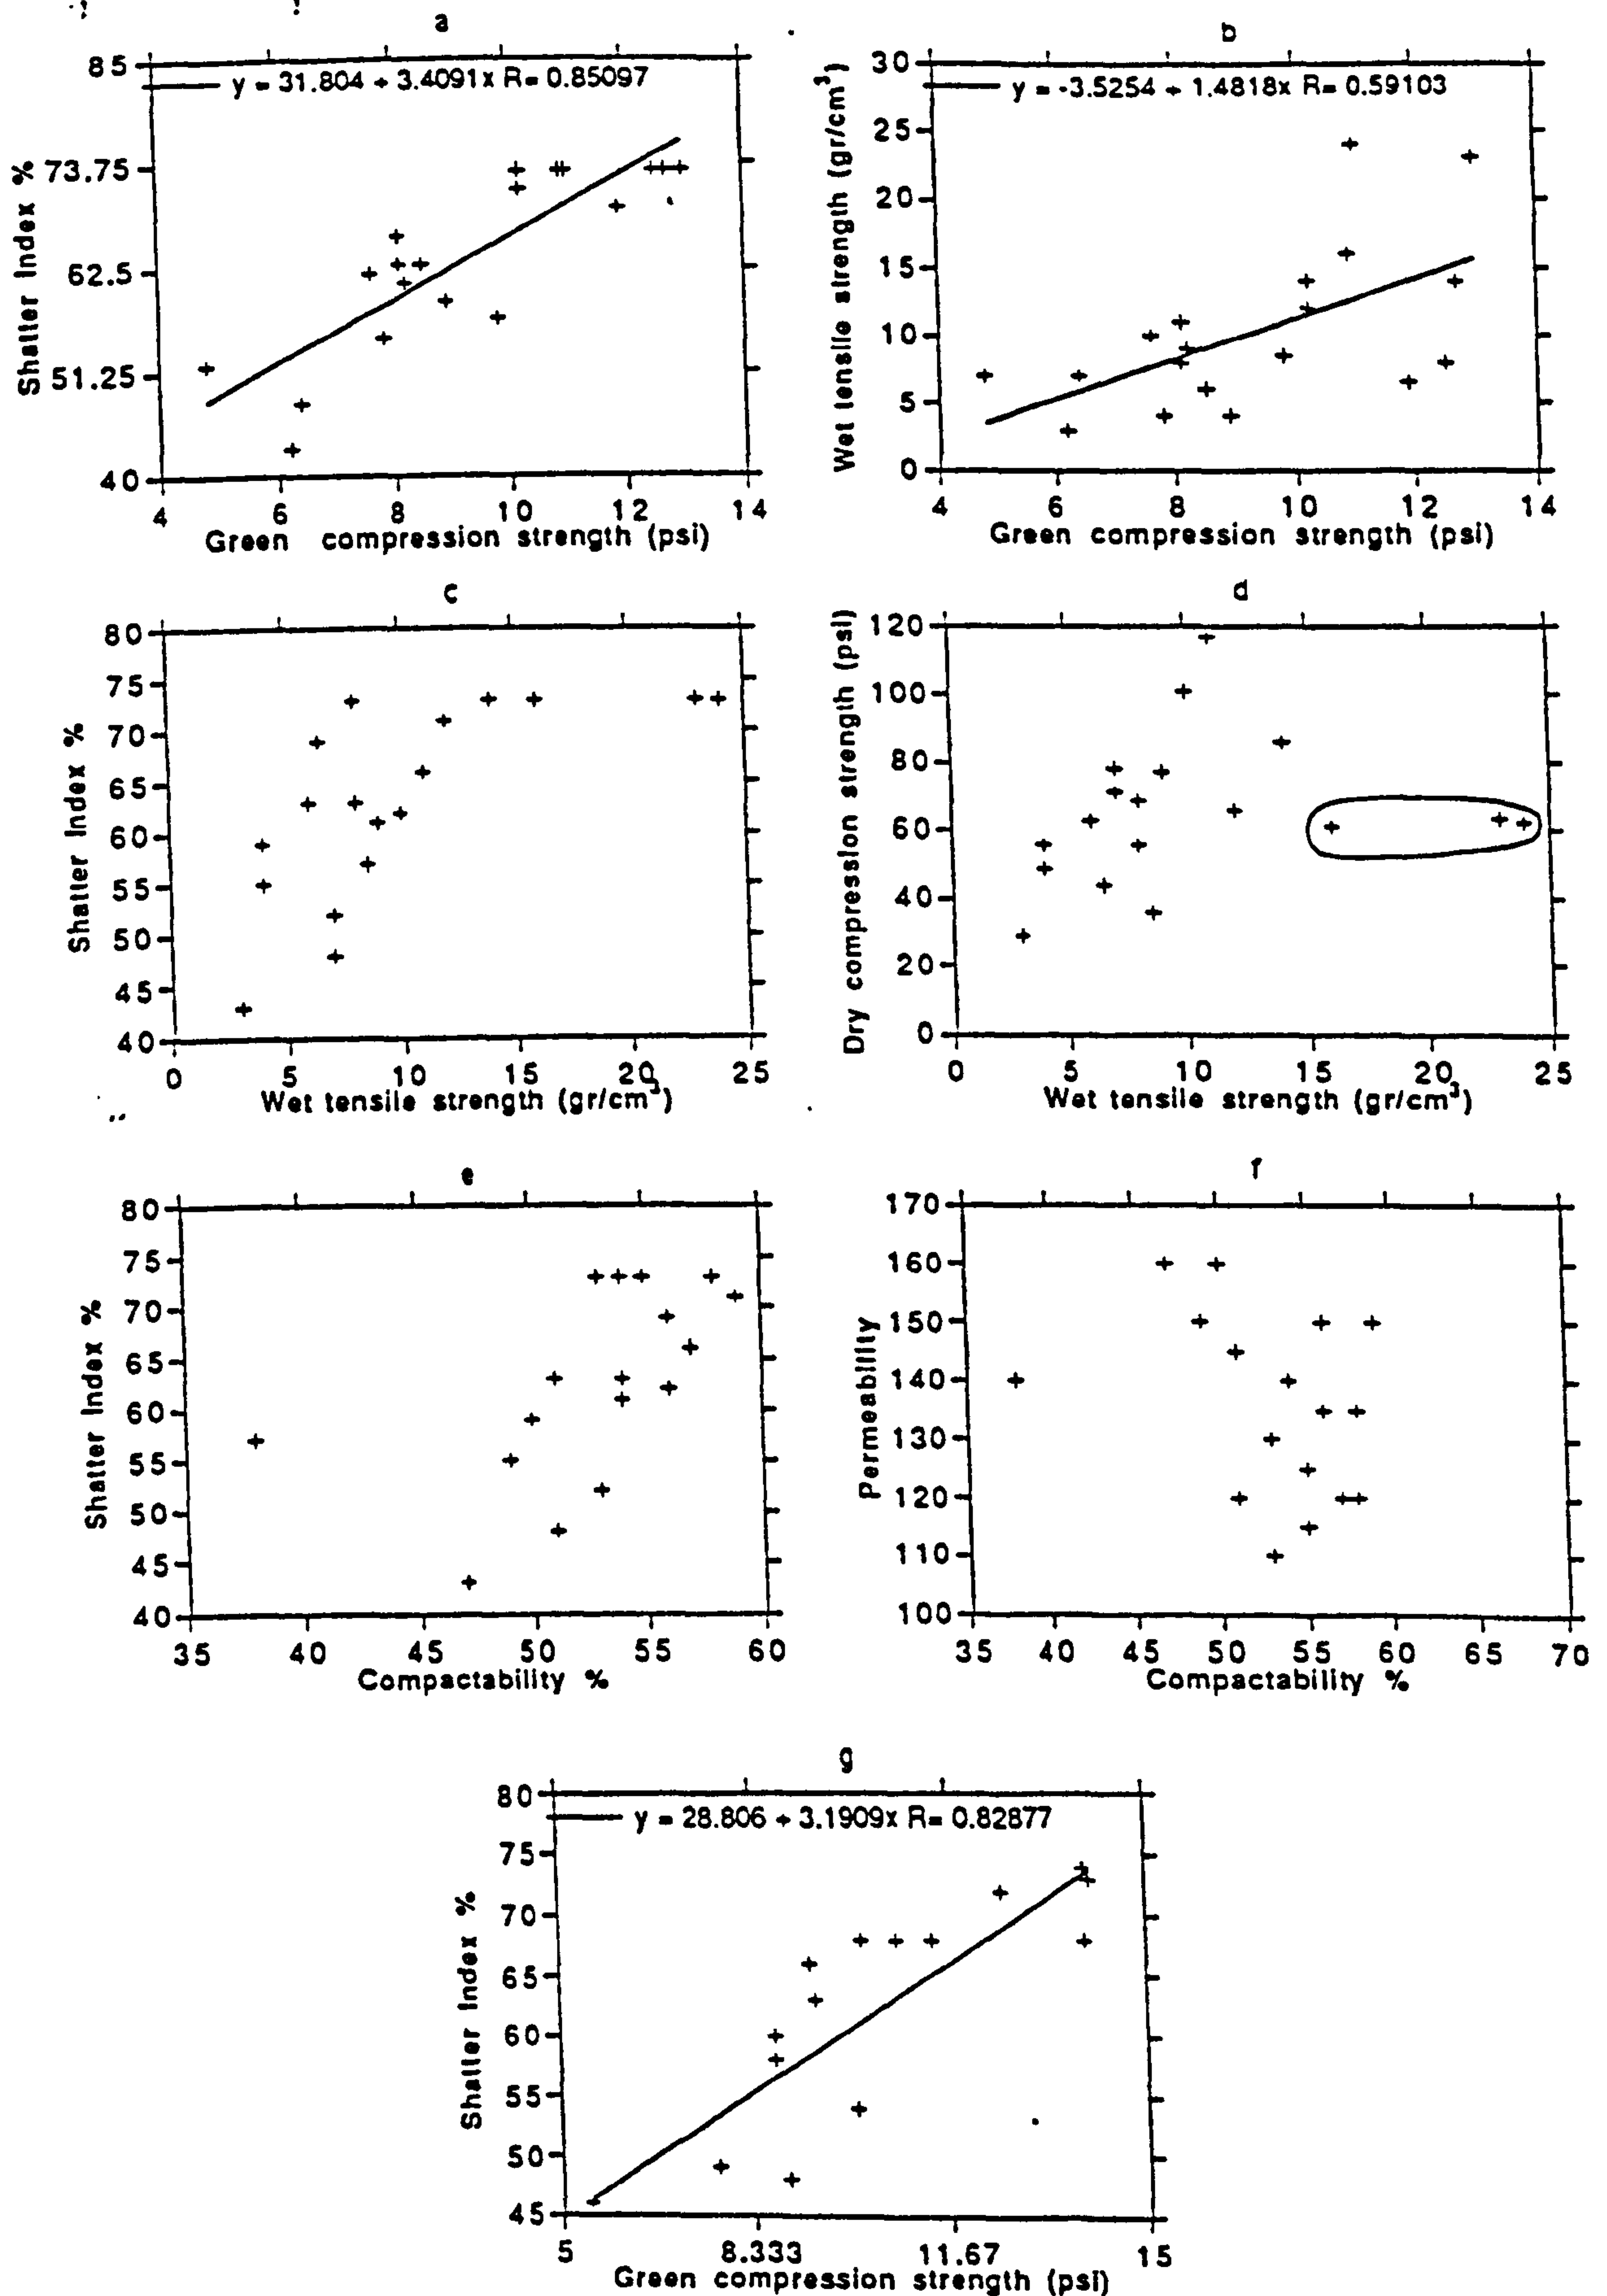 a
85
y = 31.804 + 3.4091x R= 0.85097
73.75
62.5
51.25
40
Shatter Index %
4 6 8 10 12 14
Green compression strength (psi)
b
30
y = -3.5254 + 1.4818x R= 0.59103
25
20
15
10
5
0
Wet tensile strength (gr/cm³)
4 6 8 10 12 14
Green compression strength (psi)
c
80
75
70
65
60
55
50
45
40
Shatter Index %
0 5 10 15 20 25
Wet tensile strength (gr/cm³)
d
120
100
80
60
40
20
0
Dry compression strength (psi)
0 5 10 15 20 25
Wet tensile strength (gr/cm³)
e
80
75
70
65
60
55
50
45
40
Shatter Index %
35 40 45 50 55 60
Compactability %
f
170
160
150
140
130
120
110
100
Permeability
35 40 45 50 55 60 65 70
Compactability %
g
80
y = 28.806 + 3.1909x R= 0.82877
75
70
65
60
55
50
45
Shatter Index %
5 8.333 11.67 15
Green compression strength (psi)